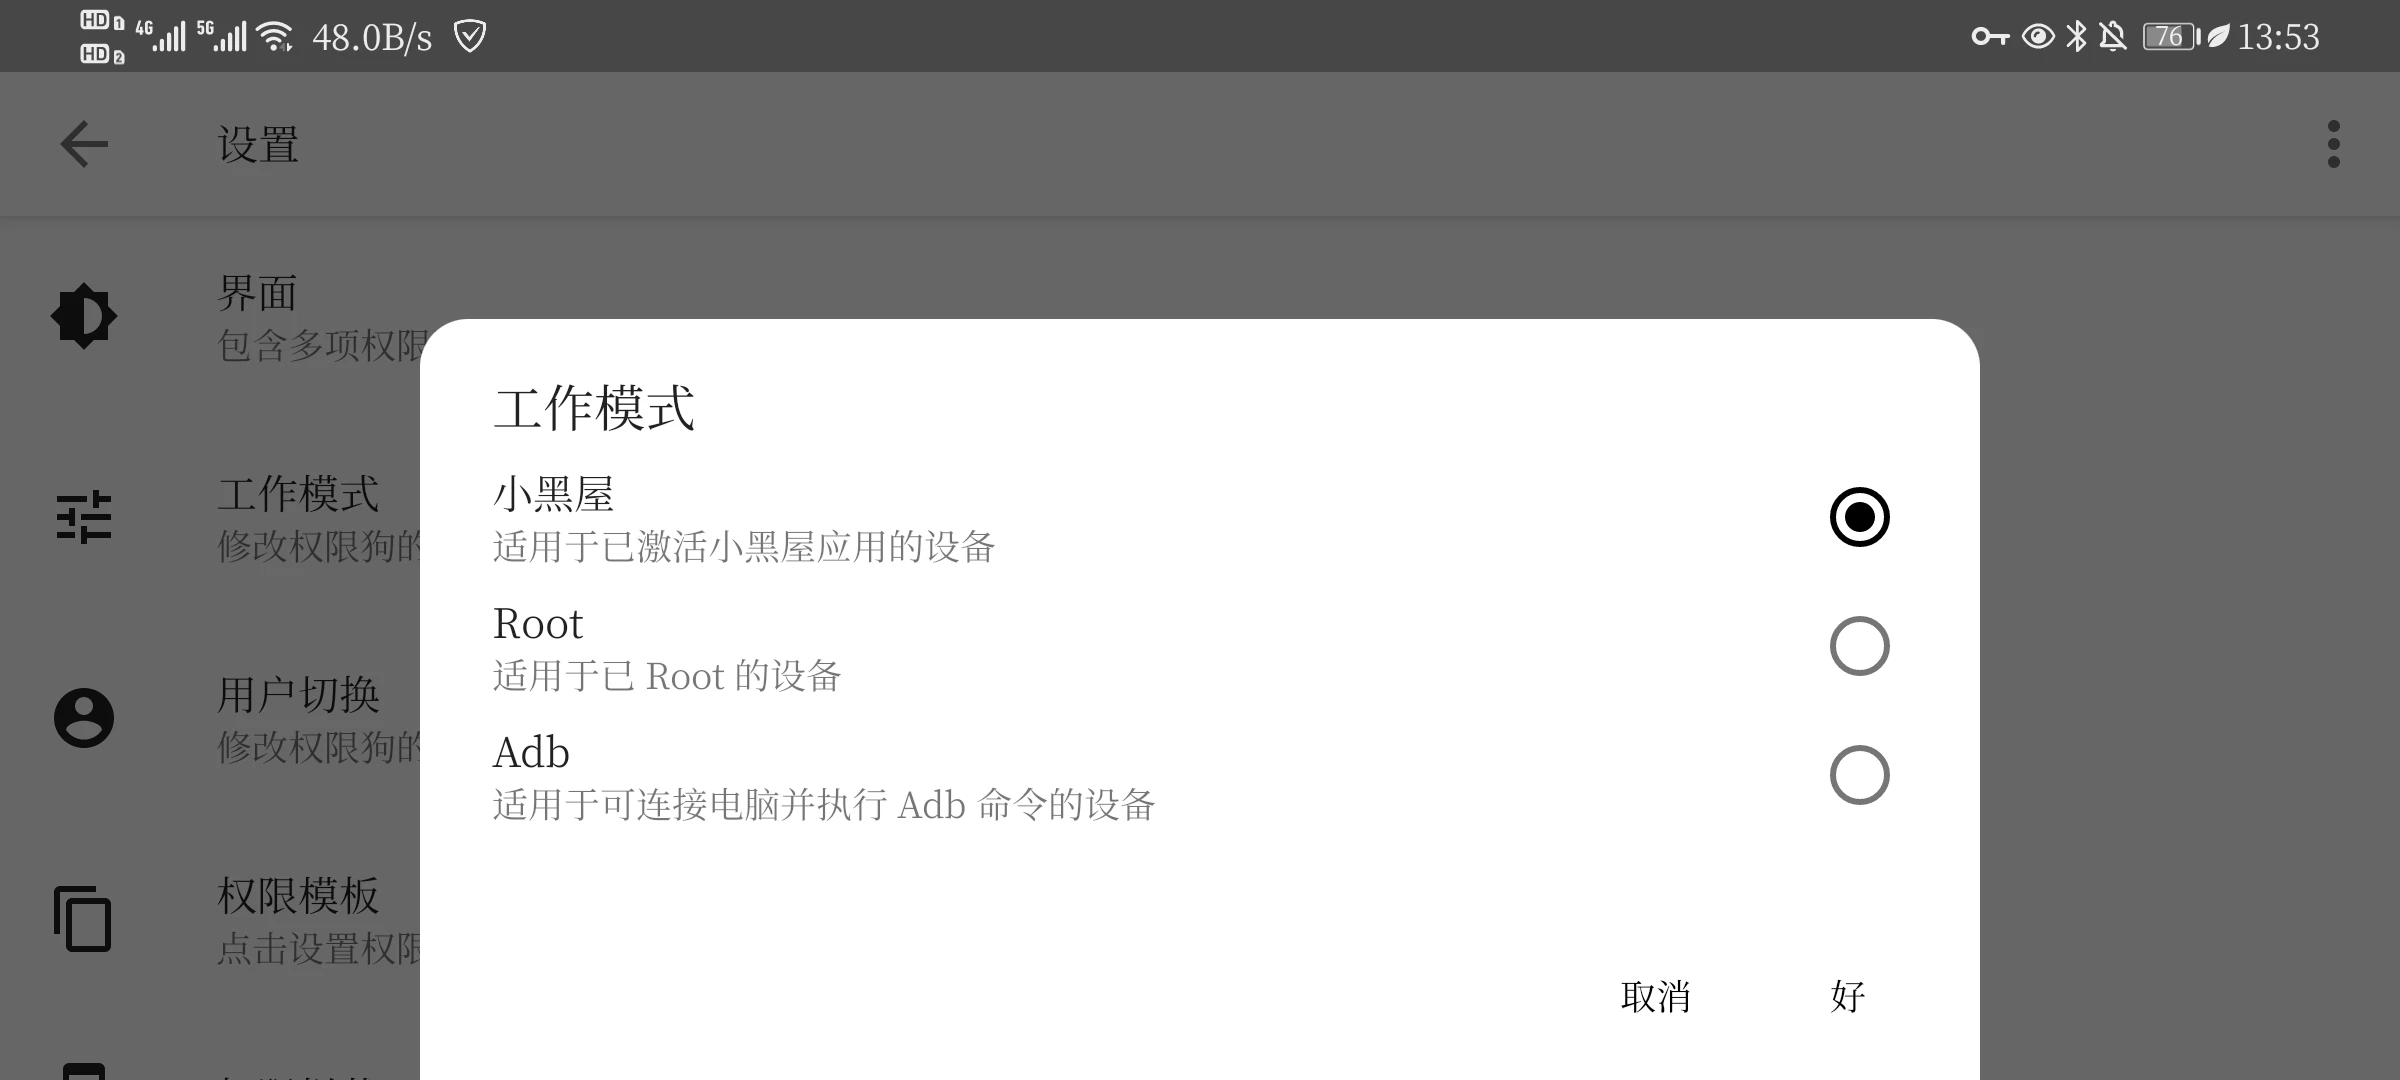 HD 1 4G 5G 48.0B/s 76 13:53
HD 2
设置
界面
包含多项权限
工作模式
修改权限狗的
用户切换
修改权限狗的
权限模板
点击设置权限
工作模式
小黑屋
适用于已激活小黑屋应用的设备
Root
适用于已 Root 的设备
Adb
适用于可连接电脑并执行 Adb 命令的设备
取消 好